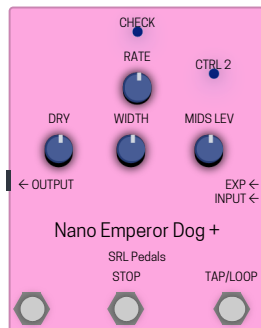 CHECK
RATE
CTRL 2
DRY
WIDTH
MIDS LEV
← OUTPUT
EXP ←
INPUT ←
Nano Emperor Dog +
SRL Pedals
STOP
TAP/LOOP